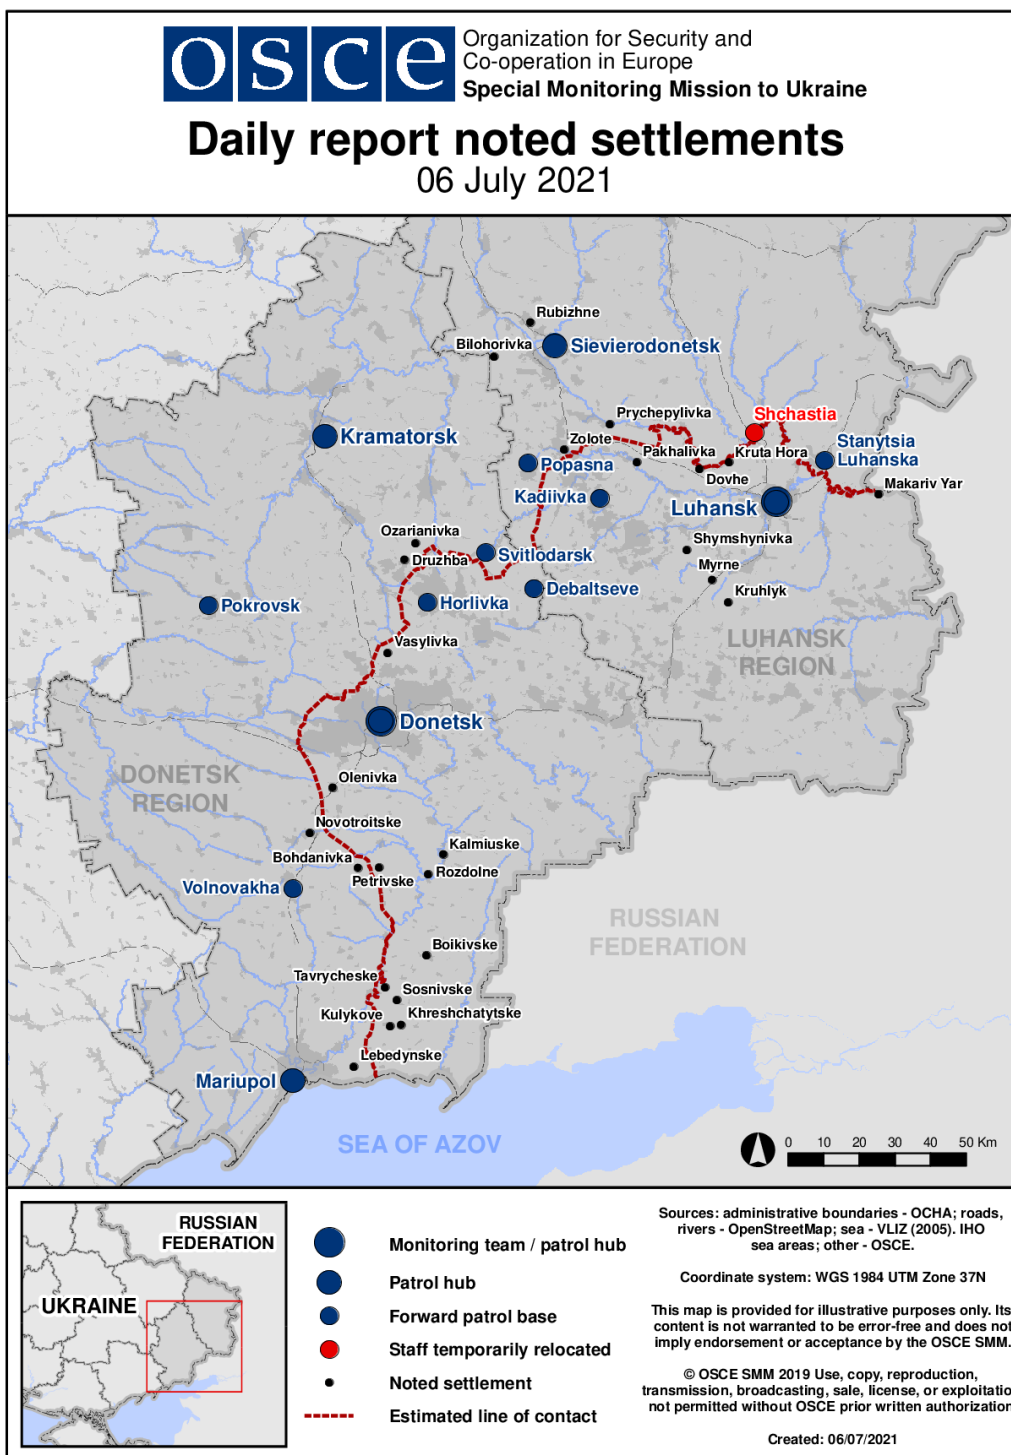 osce
Organization for Security and
Co-operation in Europe
Special Monitoring Mission to Ukraine
Daily report noted settlements
06 July 2021
Rubizhne
Bilohorivka
Sievierodonetsk
Prychepylivka
Shchastia
Kramatorsk
Zolote
Kruta Hora
Stanytsia
Luhanska
Popasna
Pakhalivka
Dovhe
Makariv Yar
Kadiivka
Luhansk
Ozarianivka
Shymshynivka
Druzhba
Svitlodarsk
Myrne
Debaltseve
Kruhlyk
Pokrovsk
Horlivka
Vasylivka
LUHANSK
REGION
Donetsk
DONETSK
REGION
Olenivka
Novotroitske
Bohdanivka
Kalmiuske
Petrivske
Rozdolne
Volnovakha
RUSSIAN
FEDERATION
Boikivske
Tavrycheske
Sosnivske
Kulykove
Khreshchatytske
Lebedynske
Mariupol
SEA OF AZOV
0 10 20 30 40 50 Km
RUSSIAN
FEDERATION
UKRAINE
Monitoring team / patrol hub
Patrol hub
Forward patrol base
Staff temporarily relocated
Noted settlement
Estimated line of contact
Sources: administrative boundaries - OCHA; roads,
rivers - OpenStreetMap; sea - VLIZ (2005). IHO
sea areas; other - OSCE.
Coordinate system: WGS 1984 UTM Zone 37N
This map is provided for illustrative purposes only. Its
content is not warranted to be error-free and does not
imply endorsement or acceptance by the OSCE SMM.
© OSCE SMM 2019 Use, copy, reproduction,
transmission, broadcasting, sale, license, or exploitatio
not permitted without OSCE prior written authorization
Created: 06/07/2021